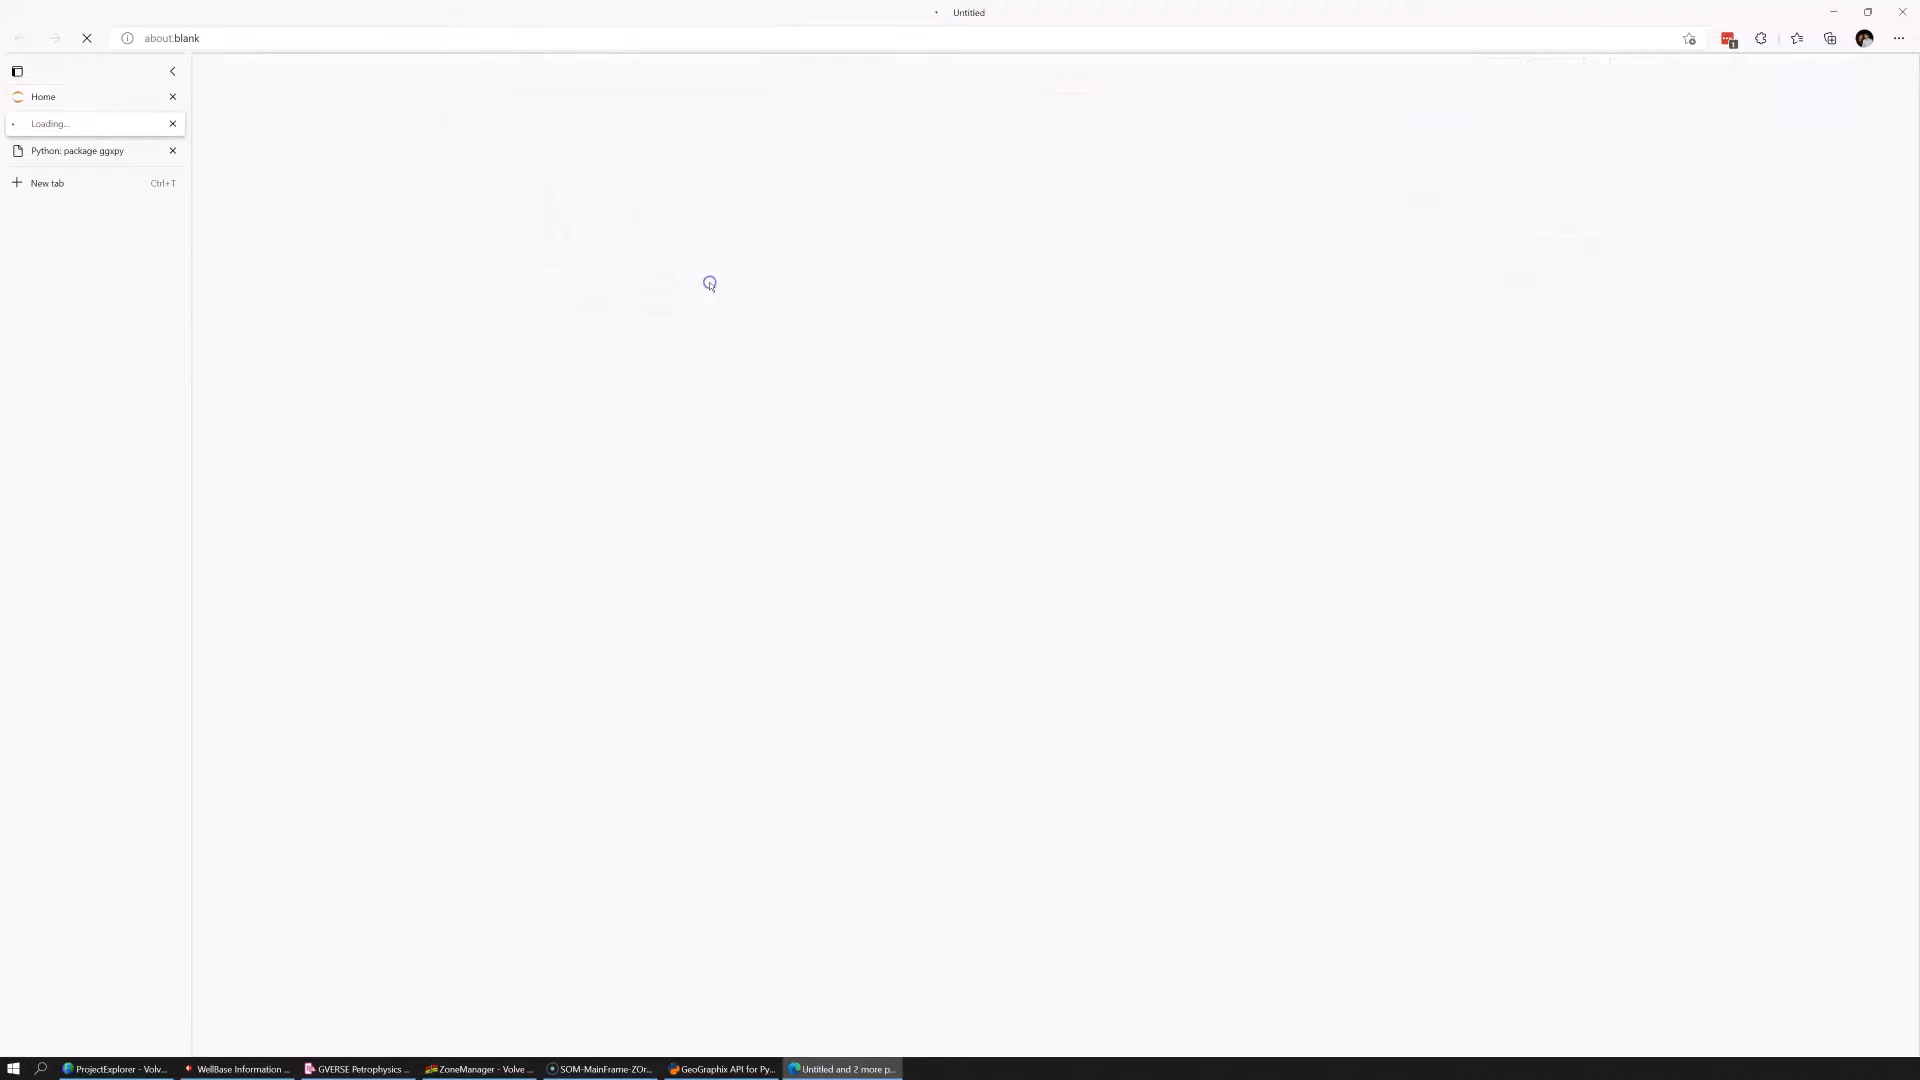 Untitled
about:blank
1
Home
Loading...
Python: package ggxpy
New tab Ctrl+T
ProjectExplorer - Volv... WellBase Information ... GVERSE Petrophysics ... ZoneManager - Volve ... SOM-MainFrame-ZOr... GeoGraphix API for Py... Untitled and 2 more p...